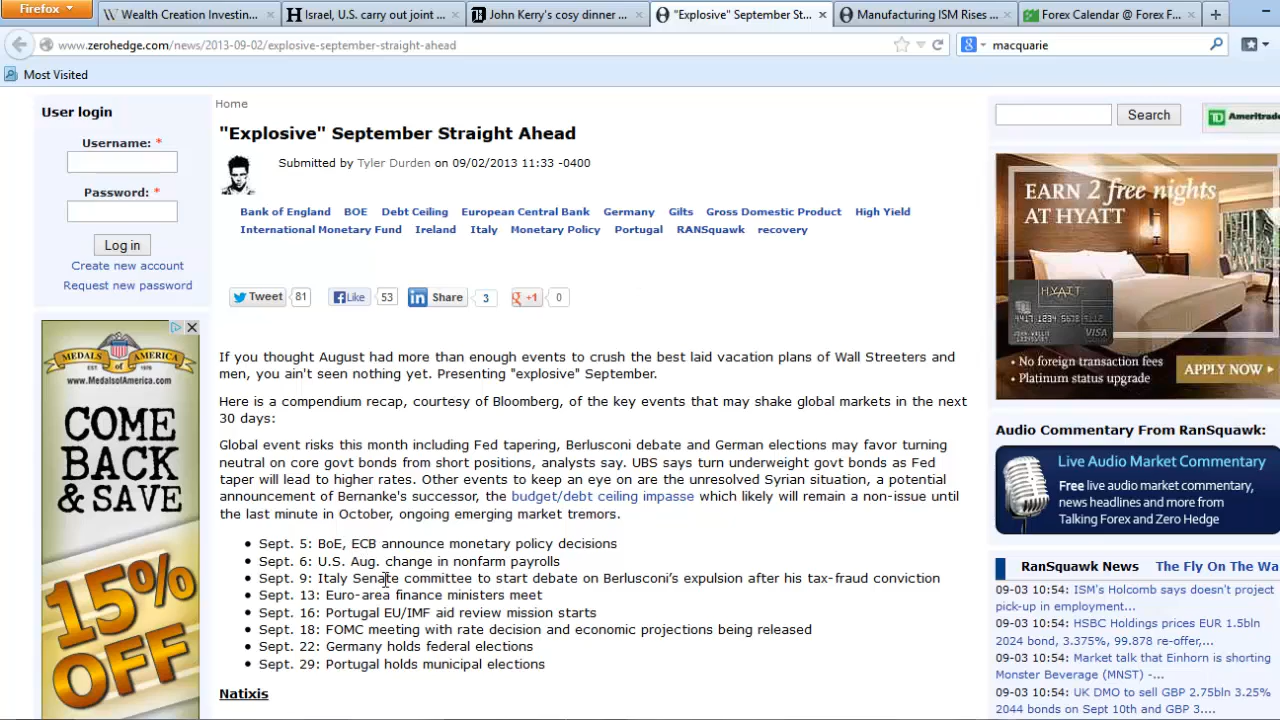 Firefox
Wealth Creation Investin...
Israel, U.S. carry out joint ...
John Kerry's cosy dinner ...
"Explosive" September St...
Manufacturing ISM Rises ...
Forex Calendar @ Forex F...
www.zerohedge.com/news/2013-09-02/explosive-september-straight-ahead
macquarie
Most Visited
User login
Username: *
Password: *
Log in
Create new account
Request new password
MEDALS OF AMERICA
www.MedalsofAmerica.com
COME
BACK
& SAVE
15%
OFF
Home
"Explosive" September Straight Ahead
Submitted by Tyler Durden on 09/02/2013 11:33 -0400
Bank of England BOE Debt Ceiling European Central Bank Germany Gilts Gross Domestic Product High Yield
International Monetary Fund Ireland Italy Monetary Policy Portugal RANSquawk recovery
Tweet 81 Like 53 Share 3 +1 0
If you thought August had more than enough events to crush the best laid vacation plans of Wall Streeters and
men, you ain't seen nothing yet. Presenting "explosive" September.
Here is a compendium recap, courtesy of Bloomberg, of the key events that may shake global markets in the next
30 days:
Global event risks this month including Fed tapering, Berlusconi debate and German elections may favor turning
neutral on core govt bonds from short positions, analysts say. UBS says turn underweight govt bonds as Fed
taper will lead to higher rates. Other events to keep an eye on are the unresolved Syrian situation, a potential
announcement of Bernanke's successor, the budget/debt ceiling impasse which likely will remain a non-issue until
the last minute in October, ongoing emerging market tremors.
• Sept. 5: BoE, ECB announce monetary policy decisions
• Sept. 6: U.S. Aug. change in nonfarm payrolls
• Sept. 9: Italy Senate committee to start debate on Berlusconi's expulsion after his tax-fraud conviction
• Sept. 13: Euro-area finance ministers meet
• Sept. 16: Portugal EU/IMF aid review mission starts
• Sept. 18: FOMC meeting with rate decision and economic projections being released
• Sept. 22: Germany holds federal elections
• Sept. 29: Portugal holds municipal elections
Natixis
Search
TD Ameritrade
EARN 2 free nights
AT HYATT
HYATT
VISA
• No foreign transaction fees
• Platinum status upgrade
APPLY NOW
Audio Commentary From RanSquawk:
Live Audio Market Commentary
Free live audio market commentary,
news headlines and more from
Talking Forex and Zero Hedge
RanSquawk News The Fly On The Wa
09-03 10:54: ISM's Holcomb says doesn't project
pick-up in employment...
09-03 10:54: HSBC Holdings prices EUR 1.5bln
2024 bond, 3.375%, 99.878 re-offer,...
09-03 10:54: Market talk that Einhorn is shorting
Monster Beverage (MNST) -...
09-03 10:54: UK DMO to sell GBP 2.75bln 3.25%
2044 bonds on Sept 10th and GBP 3....